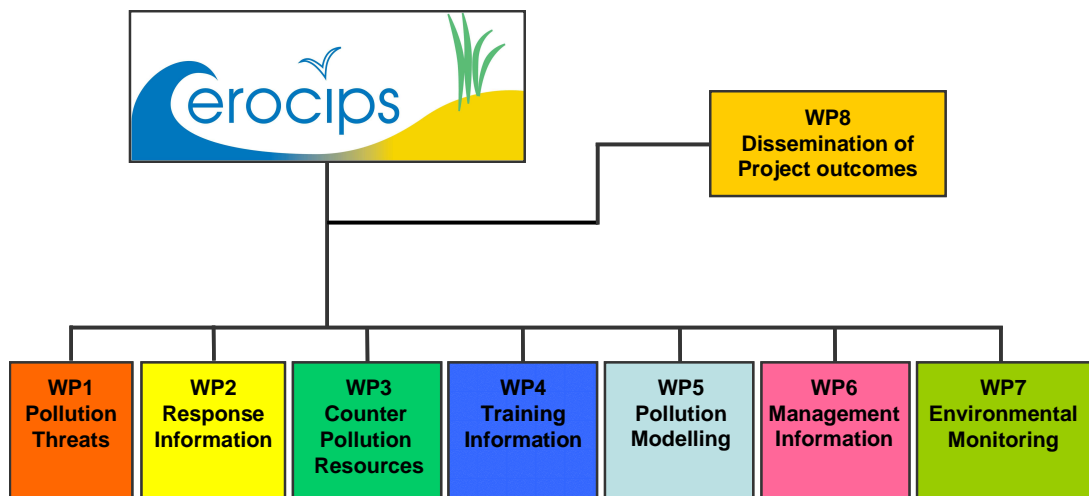 erocips
WP8
Dissemination of
Project outcomes
WP1
Pollution
Threats
WP2
Response
Information
WP3
Counter
Pollution
Resources
WP4
Training
Information
WP5
Pollution
Modelling
WP6
Management
Information
WP7
Environmental
Monitoring